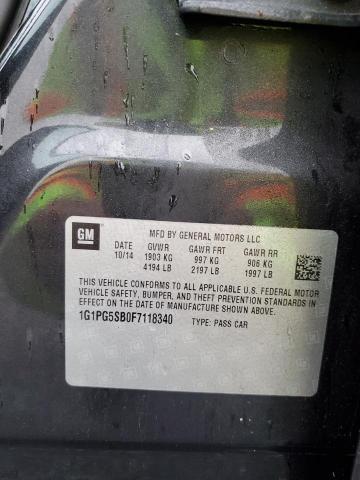 GM
MFD BY GENERAL MOTORS LLC
DATE GVWR GAWR FRT GAWR RR
10/14 1903 KG 997 KG 906 KG
4194 LB 2197 LB 1997 LB
THIS VEHICLE CONFORMS TO ALL APPLICABLE U.S. FEDERAL MOTOR
VEHICLE SAFETY, BUMPER, AND THEFT PREVENTION STANDARDS IN
EFFECT ON THE DATE OF MANUFACTURE SHOWN ABOVE.
1G1PG5SB0F7118340
TYPE: PASS CAR